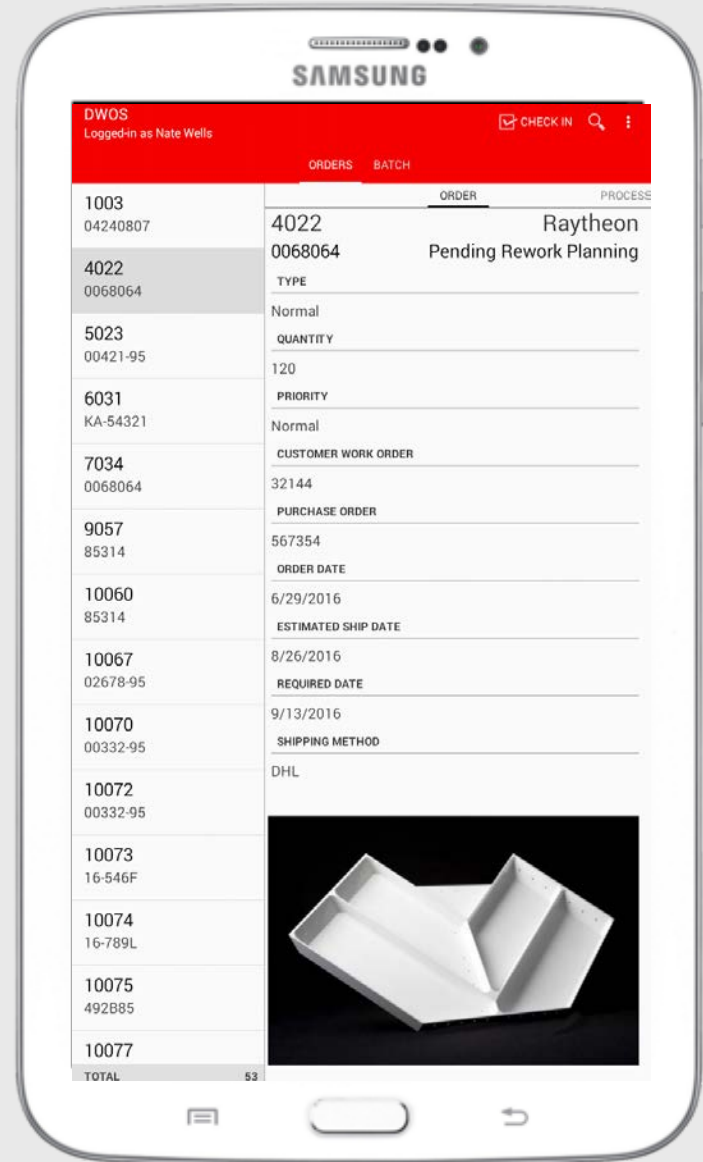 SAMSUNG
DWOS
Logged-in as Nate Wells
CHECK IN
ORDERS BATCH
1003
04240807
4022
0068064
5023
00421-95
6031
KA-54321
7034
0068064
9057
85314
10060
85314
10067
02678-95
10070
00332-95
10072
00332-95
10073
16-546F
10074
16-789L
10075
492B85
10077
TOTAL 53
ORDER PROCESS
4022 Raytheon
0068064 Pending Rework Planning
TYPE
Normal
QUANTITY
120
PRIORITY
Normal
CUSTOMER WORK ORDER
32144
PURCHASE ORDER
567354
ORDER DATE
6/29/2016
ESTIMATED SHIP DATE
8/26/2016
REQUIRED DATE
9/13/2016
SHIPPING METHOD
DHL